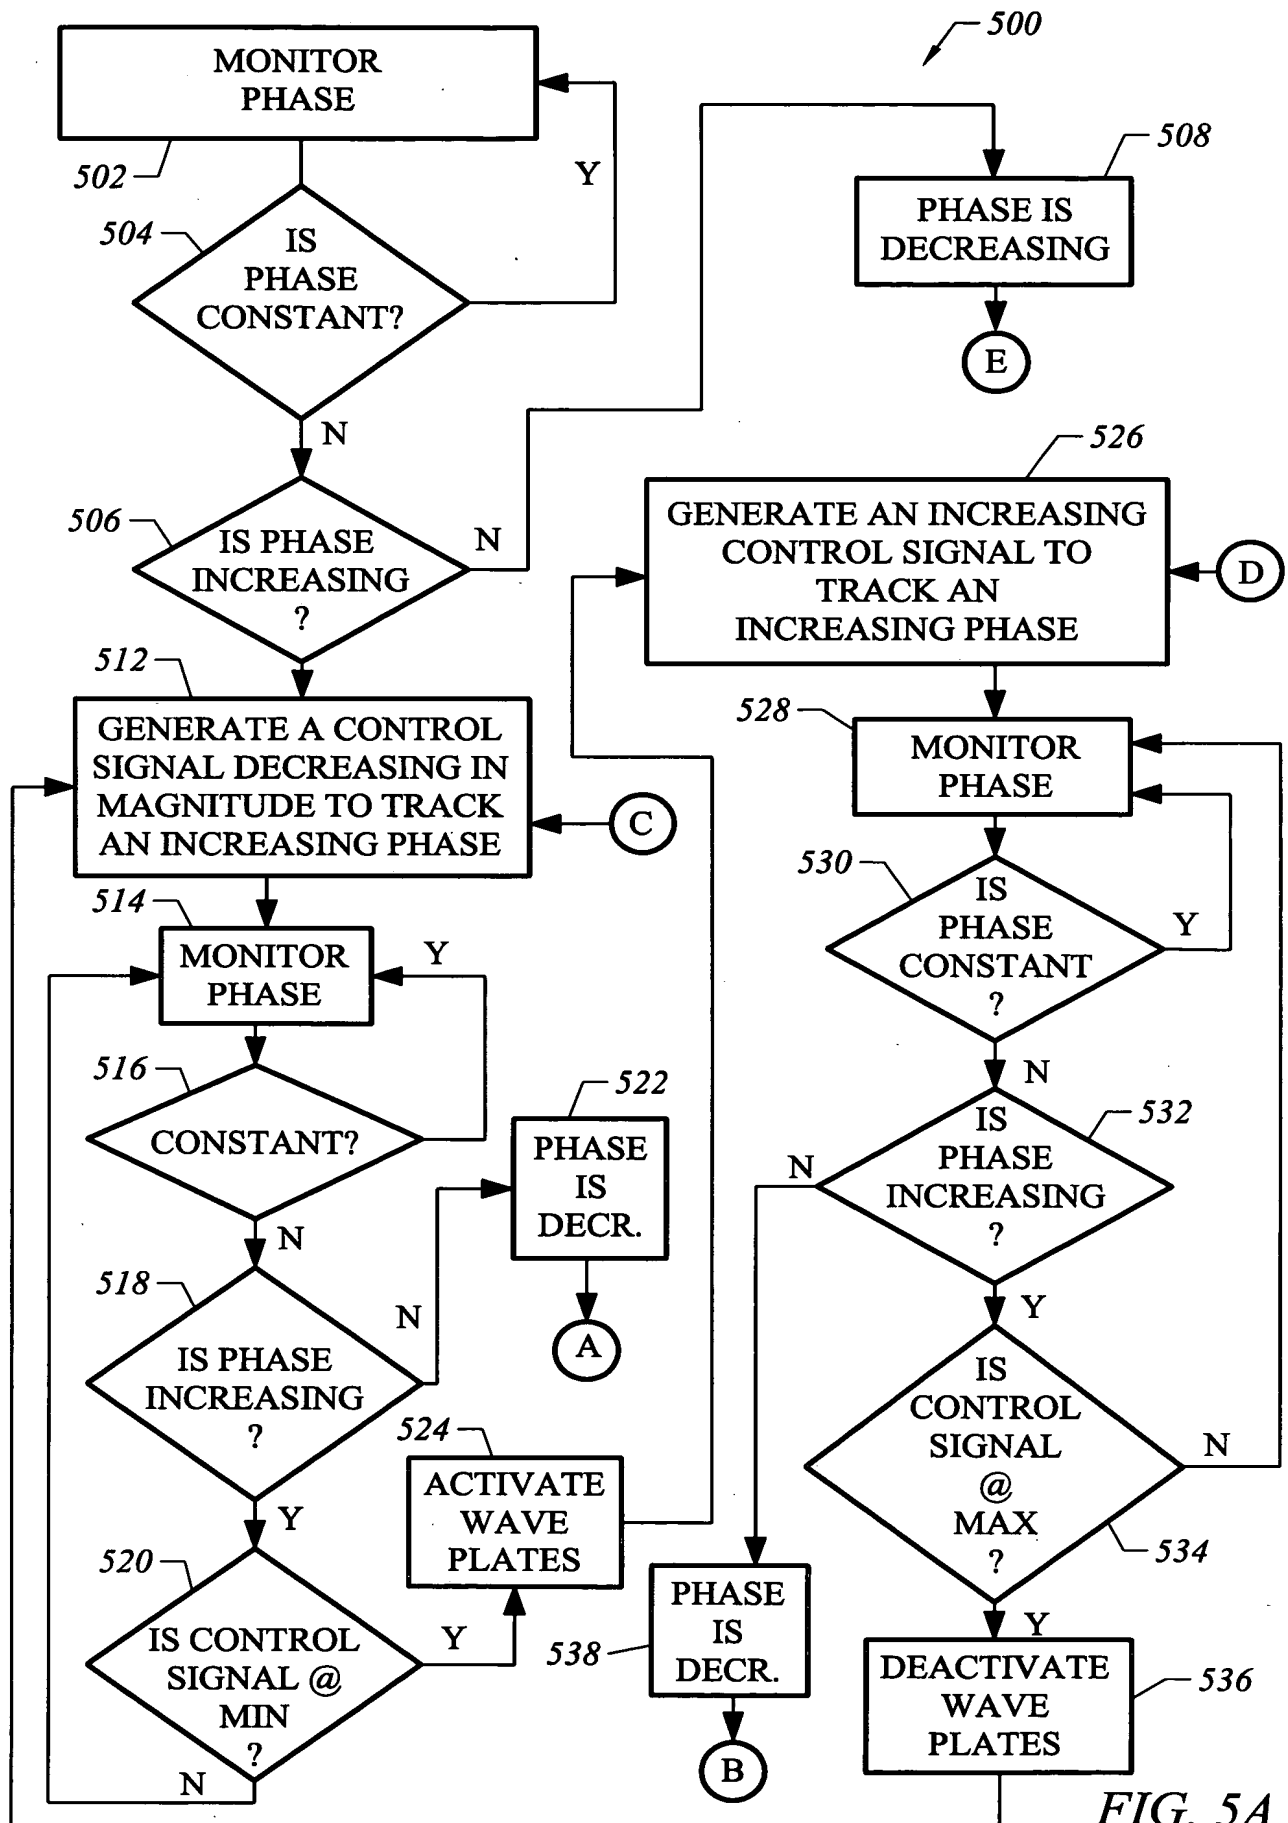 500
MONITOR
PHASE
502
Y
508
PHASE IS
DECREASING
E
504
IS
PHASE
CONSTANT?
N
506
IS PHASE
INCREASING
?
N
526
GENERATE AN INCREASING
CONTROL SIGNAL TO
TRACK AN
INCREASING PHASE
D
512
GENERATE A CONTROL
SIGNAL DECREASING IN
MAGNITUDE TO TRACK
AN INCREASING PHASE
C
514
MONITOR
PHASE
Y
516
CONSTANT?
N
518
IS PHASE
INCREASING
?
N
522
PHASE
IS
DECR.
A
Y
520
IS CONTROL
SIGNAL @
MIN
?
Y
N
524
ACTIVATE
WAVE
PLATES
528
MONITOR
PHASE
530
IS
PHASE
CONSTANT
?
Y
N
532
IS
PHASE
INCREASING
?
N
Y
IS
CONTROL
SIGNAL
@
MAX
?
N
534
Y
538
PHASE
IS
DECR.
B
DEACTIVATE
WAVE
PLATES
536
FIG. 5A